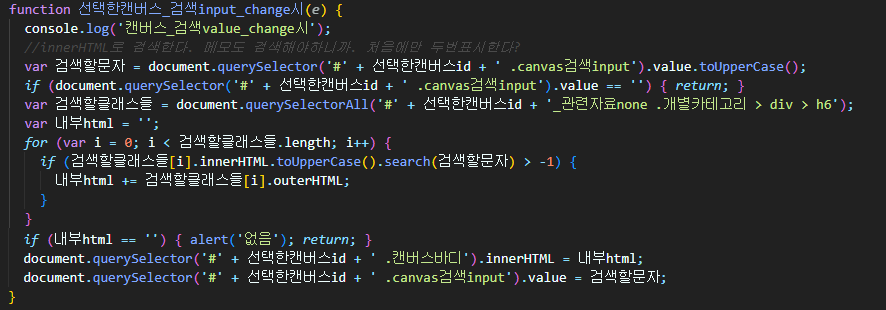 function 선택한캔버스_검색input_change시(e) {
  console.log('캔버스_검색value_change시');
  //innerHTML로 검색한다. 메모도 검색해야하니까. 처음에만 두번표시한다?
  var 검색할문자 = document.querySelector('#' + 선택한캔버스id + ' .canvas검색input').value.toUpperCase();
  if (document.querySelector('#' + 선택한캔버스id + ' .canvas검색input').value == '') { return; }
  var 검색할클래스들 = document.querySelectorAll('#' + 선택한캔버스id + '_관련자료none .개별카테고리 > div > h6');
  var 내부html = '';
  for (var i = 0; i < 검색할클래스들.length; i++) {
    if (검색할클래스들[i].innerHTML.toUpperCase().search(검색할문자) > -1) {
      내부html += 검색할클래스들[i].outerHTML;
    }
  }
  if (내부html == '') { alert('없음'); return; }
  document.querySelector('#' + 선택한캔버스id + ' .캔버스바디').innerHTML = 내부html;
  document.querySelector('#' + 선택한캔버스id + ' .canvas검색input').value = 검색할문자;
}